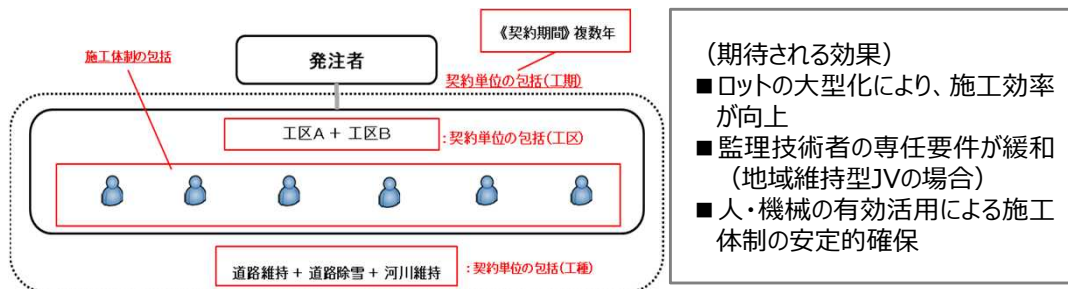 《契約期間》複数年
施工体制の包括
発注者
契約単位の包括(工期)
工区A + 工区B
:契約単位の包括(工区)
道路維持 + 道路除雪 + 河川維持
:契約単位の包括(工種)
(期待される効果)
■ロットの大型化により、施工効率
が向上
■監理技術者の専任要件が緩和
(地域維持型JVの場合)
■人・機械の有効活用による施工
体制の安定的確保